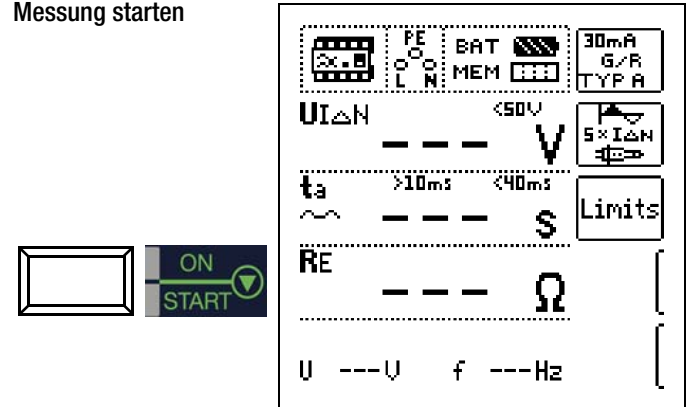 Messung starten
ON
START
PE
L N
BAT
MEM
30mA
G/R
TYP A
UI△N <50V
--- V
5×I△N
ta >10ms <40ms
--- s
Limits
RE
--- Ω
U ---V f ---Hz